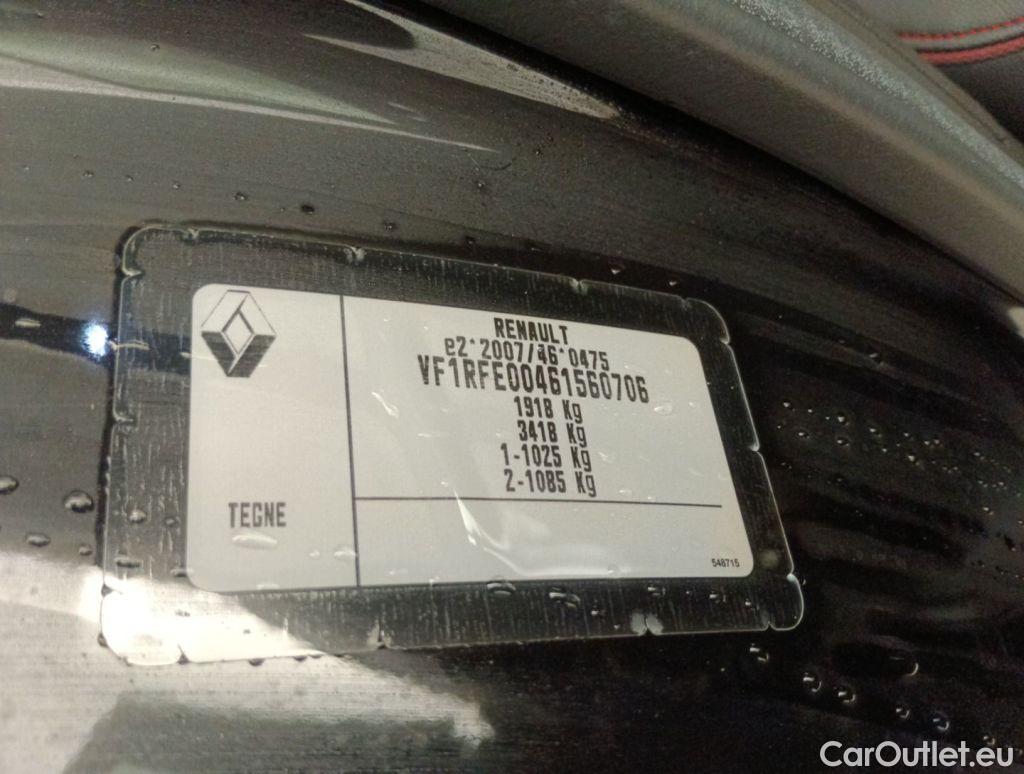 RENAULT
e2*2007/46*0475
VF1RFE00461560706
1918 Kg
3418 Kg
1-1025 Kg
2-1085 Kg
TEGNE
548715
CarOutlet.eu